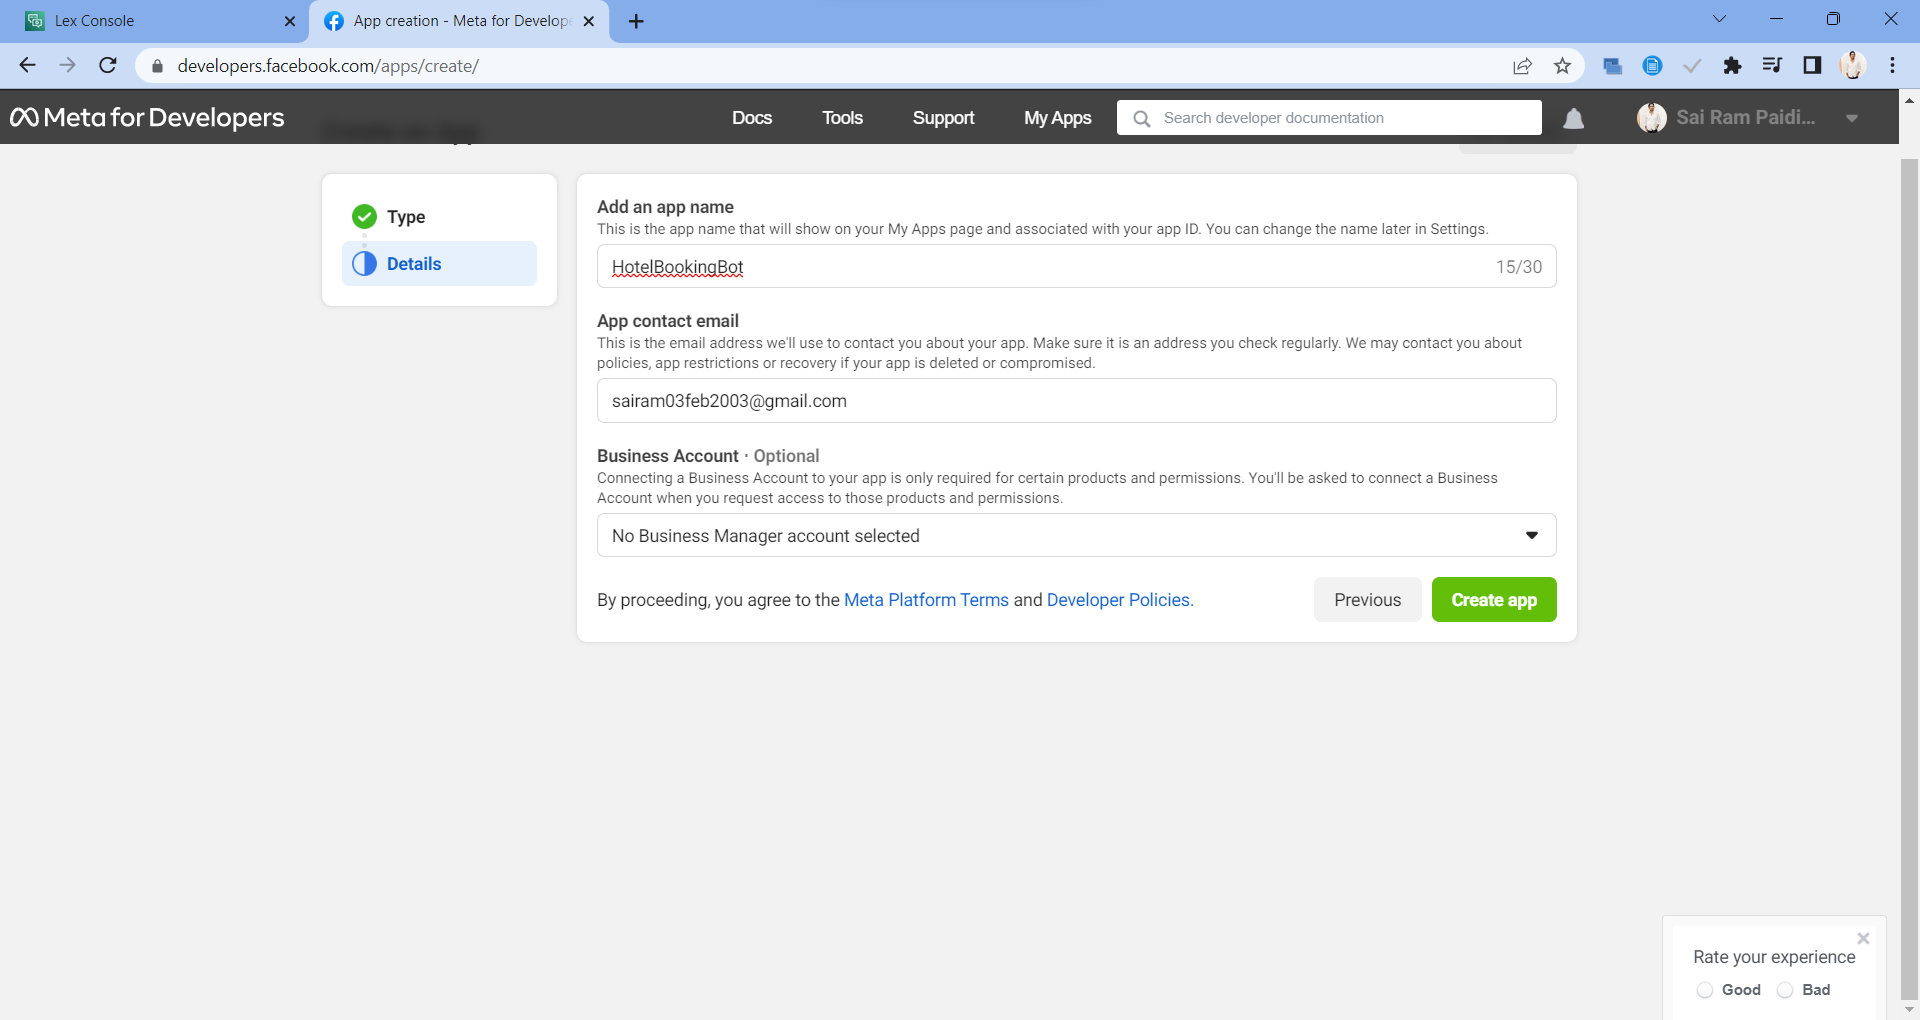 Lex Console
App creation - Meta for Develop
developers.facebook.com/apps/create/
Meta for Developers
Docs
Tools
Support
My Apps
Search developer documentation
Sai Ram Paidi...
Type
Details
Add an app name
This is the app name that will show on your My Apps page and associated with your app ID. You can change the name later in Settings.
HotelBookingBot
15/30
App contact email
This is the email address we'll use to contact you about your app. Make sure it is an address you check regularly. We may contact you about
policies, app restrictions or recovery if your app is deleted or compromised.
sairam03feb2003@gmail.com
Business Account · Optional
Connecting a Business Account to your app is only required for certain products and permissions. You'll be asked to connect a Business
Account when you request access to those products and permissions.
No Business Manager account selected
By proceeding, you agree to the Meta Platform Terms and Developer Policies.
Previous
Create app
Rate your experience
Good
Bad